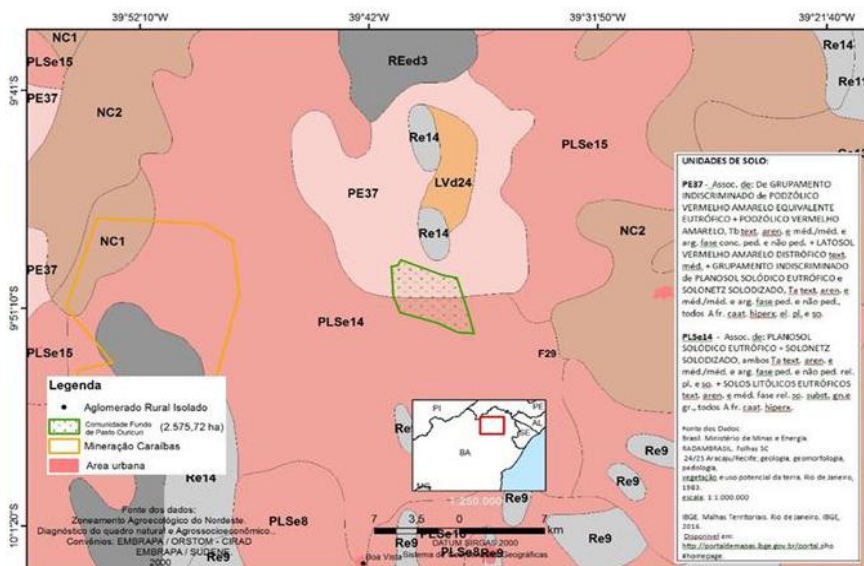 39°52'10"O
39°42'O
39°31'50"O
39°21'40"O
9°41'S
9°51'10"S
10°1'20"S
NC1
PLSe15
PE37
NC2
REed3
Re14
LVd24
PE37
Re14
PLSe15
Re14
NC2
NC1
PE37
PLSe15
PLSe14
F29
Re14
PLSe8
Re9
Re9
Re9
Re9
Re9
Boa Vista
Legenda
Aglomerado Rural Isolado
Comunidade Fundo de Pasto Ouricuri (2.575,72 ha)
Mineração Caraíbas
Area urbana
Fonte dos dados:
Zoneamento Agroecológico do Nordeste.
Diagnóstico do quadro natural e Agrossocioeconômico..
Convênios: EMBRAPA / ORSTOM - CIRAD
EMBRAPA / SUDENE.
2000
PI
PE
AL
SE
BA
1:250.000
7 3,5 0 7
km
DATUM SIRGAS 2000
UNIDADES DE SOLO:
PE37 - Assoc. de: De GRUPAMENTO
INDISCRIMINADO de PODZÓLICO
VERMELHO AMARELO EQUIVALENTE
EUTRÓFICO + PODZÓLICO VERMELHO
AMARELO, Tb text. aren. e méd./méd. e
arg. fase conc. ped. e não ped. + LATOSOL
VERMELHO AMARELO DISTRÓFICO text.
méd. + GRUPAMENTO INDISCRIMINADO
de PLANOSOL SOLÓDICO EUTRÓFICO e
SOLONETZ SOLODIZADO, Ta text. aren. e
méd./méd. e arg. fase ped. e não ped.,
todos A fr. caat. hiperx. el. pl. e so.
PLSe14 - Assoc. de: PLANOSOL
SOLÓDICO EUTRÓFICO + SOLONETZ
SOLODIZADO, ambos Ta text. aren. e
méd./méd. e arg. fase ped. e não ped. rel.
pl. e so. + SOLOS LITÓLICOS EUTRÓFICOS
text. aren. e méd. fase rel. so. subst. gn. e
gr., todos A fr. caat. hiperx.
Fonte dos Dados:
Brasil. Ministério de Minas e Energia.
RADAMBRASIL. Folhas SC
24/25 Aracaju/Recife; geologia, geomorfologia,
pedologia,
vegetação e uso potencial da terra. Rio de Janeiro,
1983.
escala: 1:1.000.000
IBGE. Malhas Territoriais. Rio de Janeiro. IBGE,
2016.
Disponível em:
http://portaldemapas.ibge.gov.br/portal.php
#homepage.